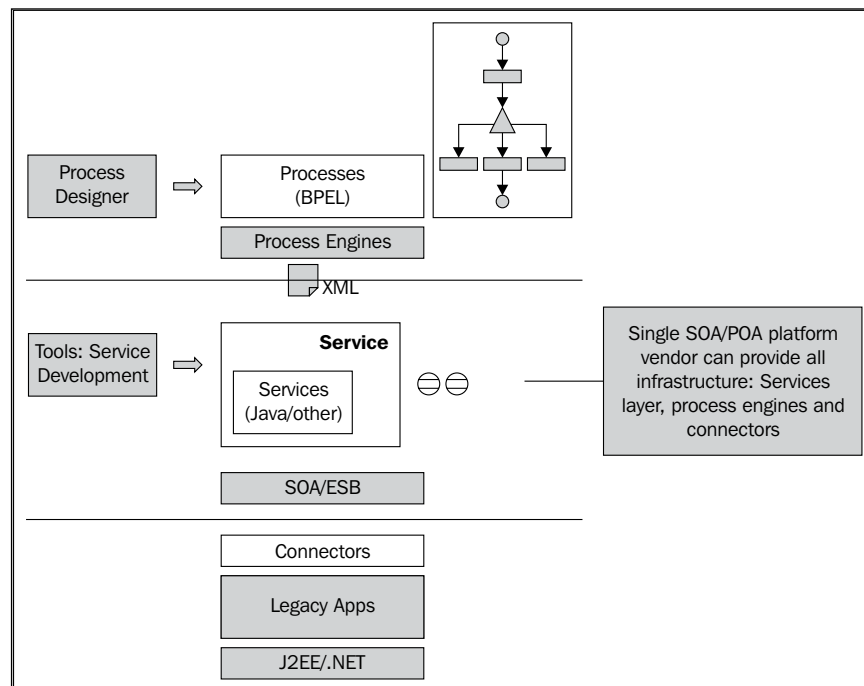 Process
Designer
Processes
(BPEL)
Process Engines
XML
Tools: Service
Development
Service
Services
(Java/other)
Single SOA/POA platform
vendor can provide all
infrastructure: Services
layer, process engines and
connectors
SOA/ESB
Connectors
Legacy Apps
J2EE/.NET